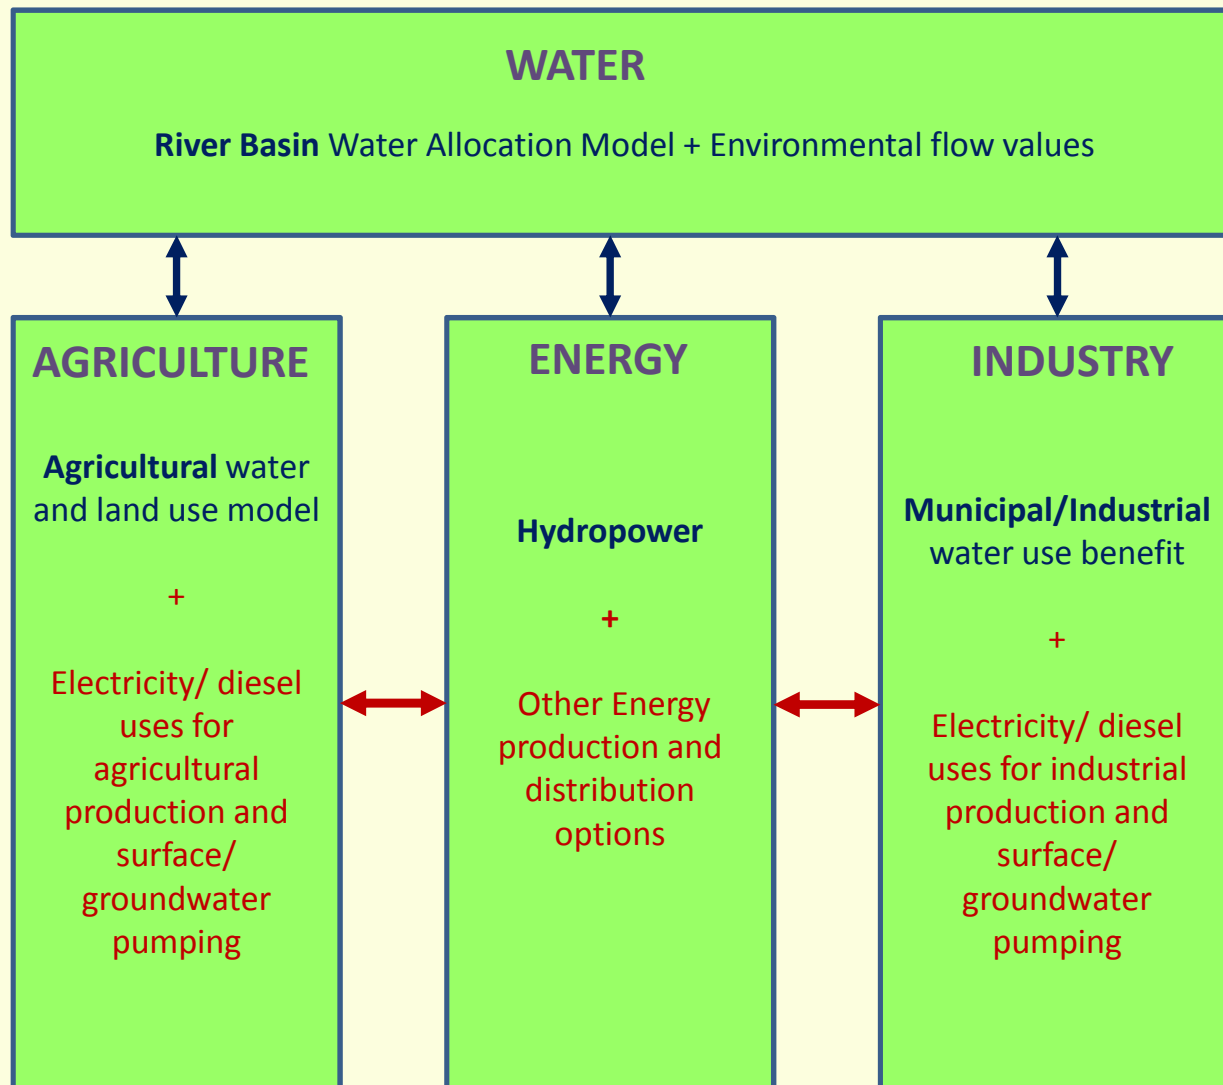 WATER
River Basin Water Allocation Model + Environmental flow values
AGRICULTURE
Agricultural water
and land use model
+
Electricity/ diesel
uses for
agricultural
production and
surface/
groundwater
pumping
ENERGY
Hydropower
+
Other Energy
production and
distribution
options
INDUSTRY
Municipal/Industrial
water use benefit
+
Electricity/ diesel
uses for industrial
production and
surface/
groundwater
pumping